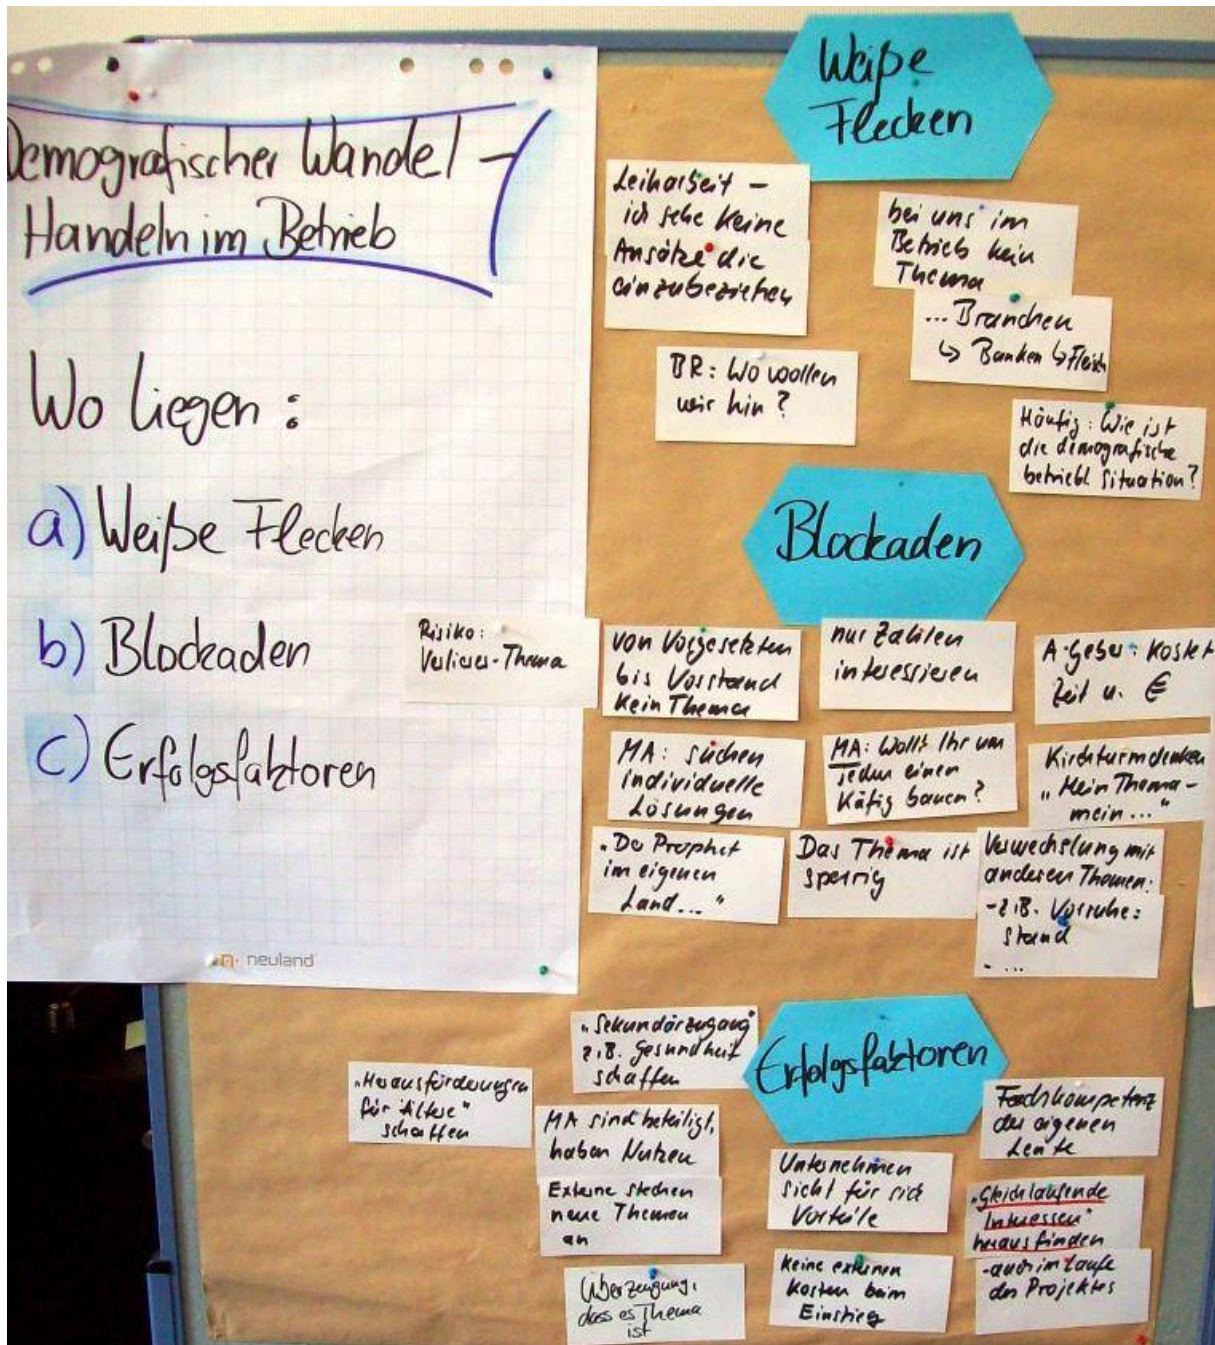 Demografischer Wandel -
Handeln im Betrieb
Wo liegen:
a) Weiße Flecken
b) Blockaden
c) Erfolgsfaktoren
neuland
Weiße
Flecken
Leiharbeit -
ich sehe keine
Ansätze die
einzubeziehen
bei uns im
Betrieb kein
Thema
... Branchen
↳ Banken ↳ Fleisch
BR: Wo wollen
wir hin?
Häufig: Wie ist
die demografische
betriebl Situation?
Blockaden
Risiko:
Verlierer-Thema
von Vorgesetzten
bis Vorstand
kein Thema
nur Zahlen
interessieren
A-geber: kostet
Zeit u. €
MA: suchen
individuelle
Lösungen
MA: Wollt Ihr um
jeden einen
Käfig bauen?
Kirchturmdenken
"Mein Thema -
mein..."
"Der Prophet
im eigenen
Land..."
Das Thema ist
sperrig
Verwechslung mit
anderen Themen:
- z.B. Vorruhe=
stand
- ...
Erfolgsfaktoren
"Sekundärzugang"
z.B. Gesundheit
schaffen
"Herausforderungen
für Ältere"
schaffen
MA sind beteiligt,
haben Nutzen
Externe stechen
neue Themen
an
Überzeugung,
dass es Thema
ist
Unternehmen
sieht für sich
Vorteile
keine externen
Kosten beim
Einstieg
Fachkompetenz
der eigenen
Leute
"Gleichlaufende
Interessen"
herausfinden
- auch im Laufe
des Projektes